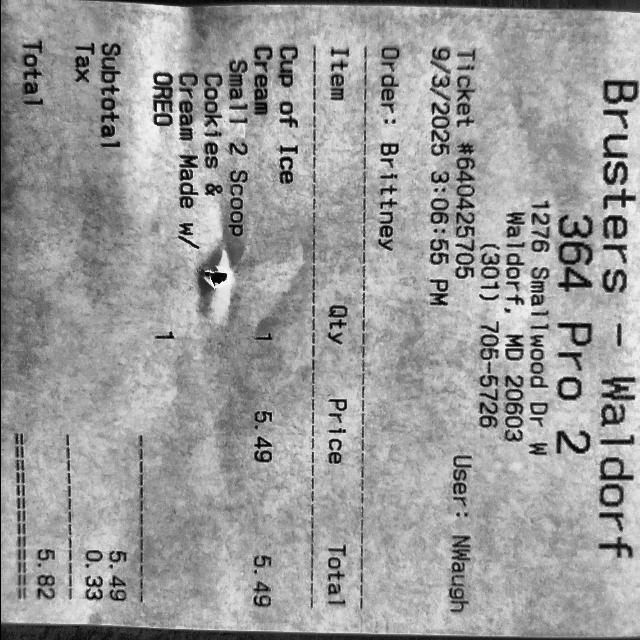 Brusters - Waldorf
364 Pro 2
1276 Smallwood Dr W
Waldorf, MD 20603
(301) 705-5726
Ticket #640425705 User: NWaugh
9/3/2025 3:06:55 PM
Order: Brittney
Item Qty Price Total
Cup of Ice
Cream 1 5.49 5.49
Small 2 Scoop
Cookies &
Cream Made w/
OREO 1
Subtotal 5.49
Tax 0.33
Total 5.82